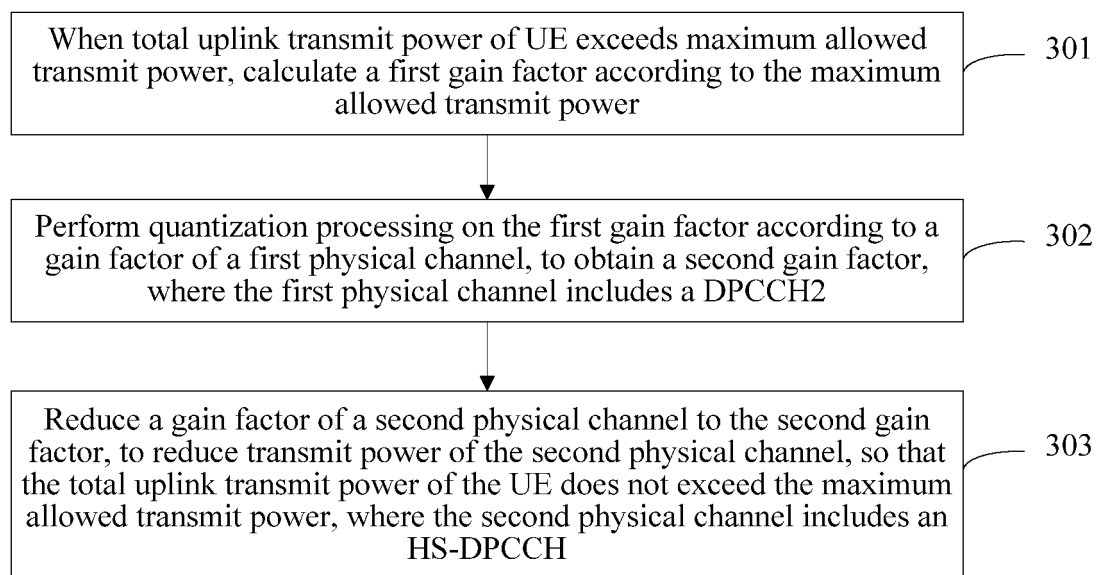 When total uplink transmit power of UE exceeds maximum allowed
transmit power, calculate a first gain factor according to the maximum
allowed transmit power
301
Perform quantization processing on the first gain factor according to a
gain factor of a first physical channel, to obtain a second gain factor,
where the first physical channel includes a DPCCH2
302
Reduce a gain factor of a second physical channel to the second gain
factor, to reduce transmit power of the second physical channel, so that
the total uplink transmit power of the UE does not exceed the maximum
allowed transmit power, where the second physical channel includes an
HS-DPCCH
303